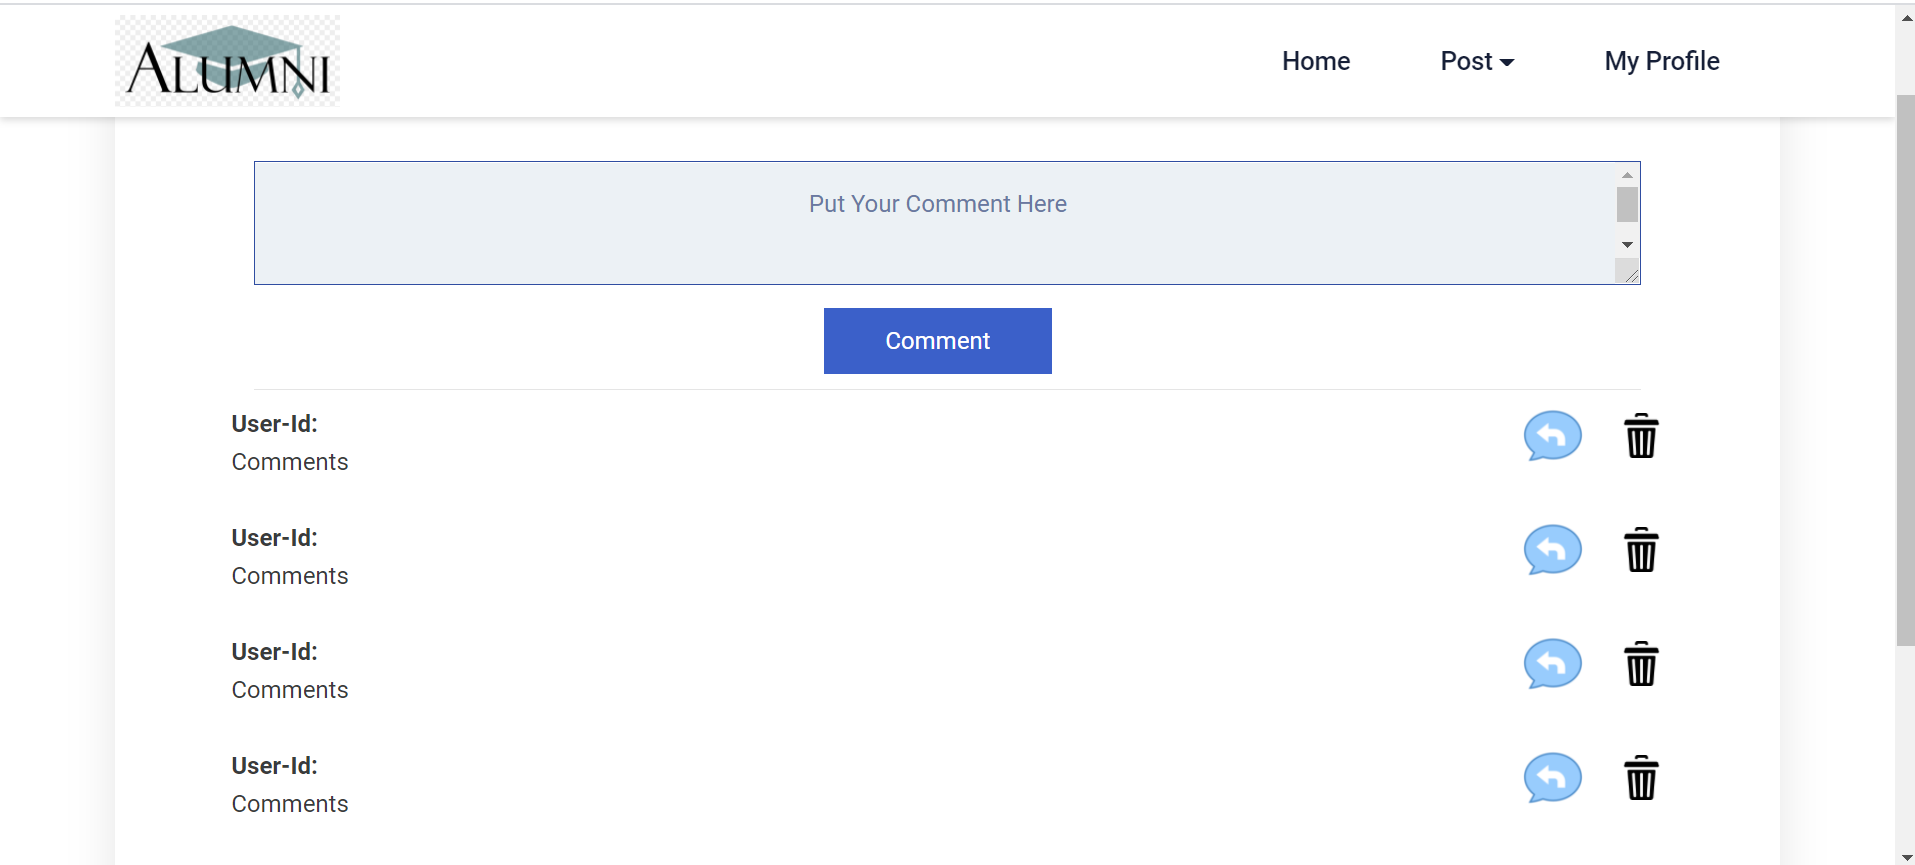 ALUMNI
Home Post My Profile
Put Your Comment Here
Comment
User-Id:
Comments
User-Id:
Comments
User-Id:
Comments
User-Id:
Comments